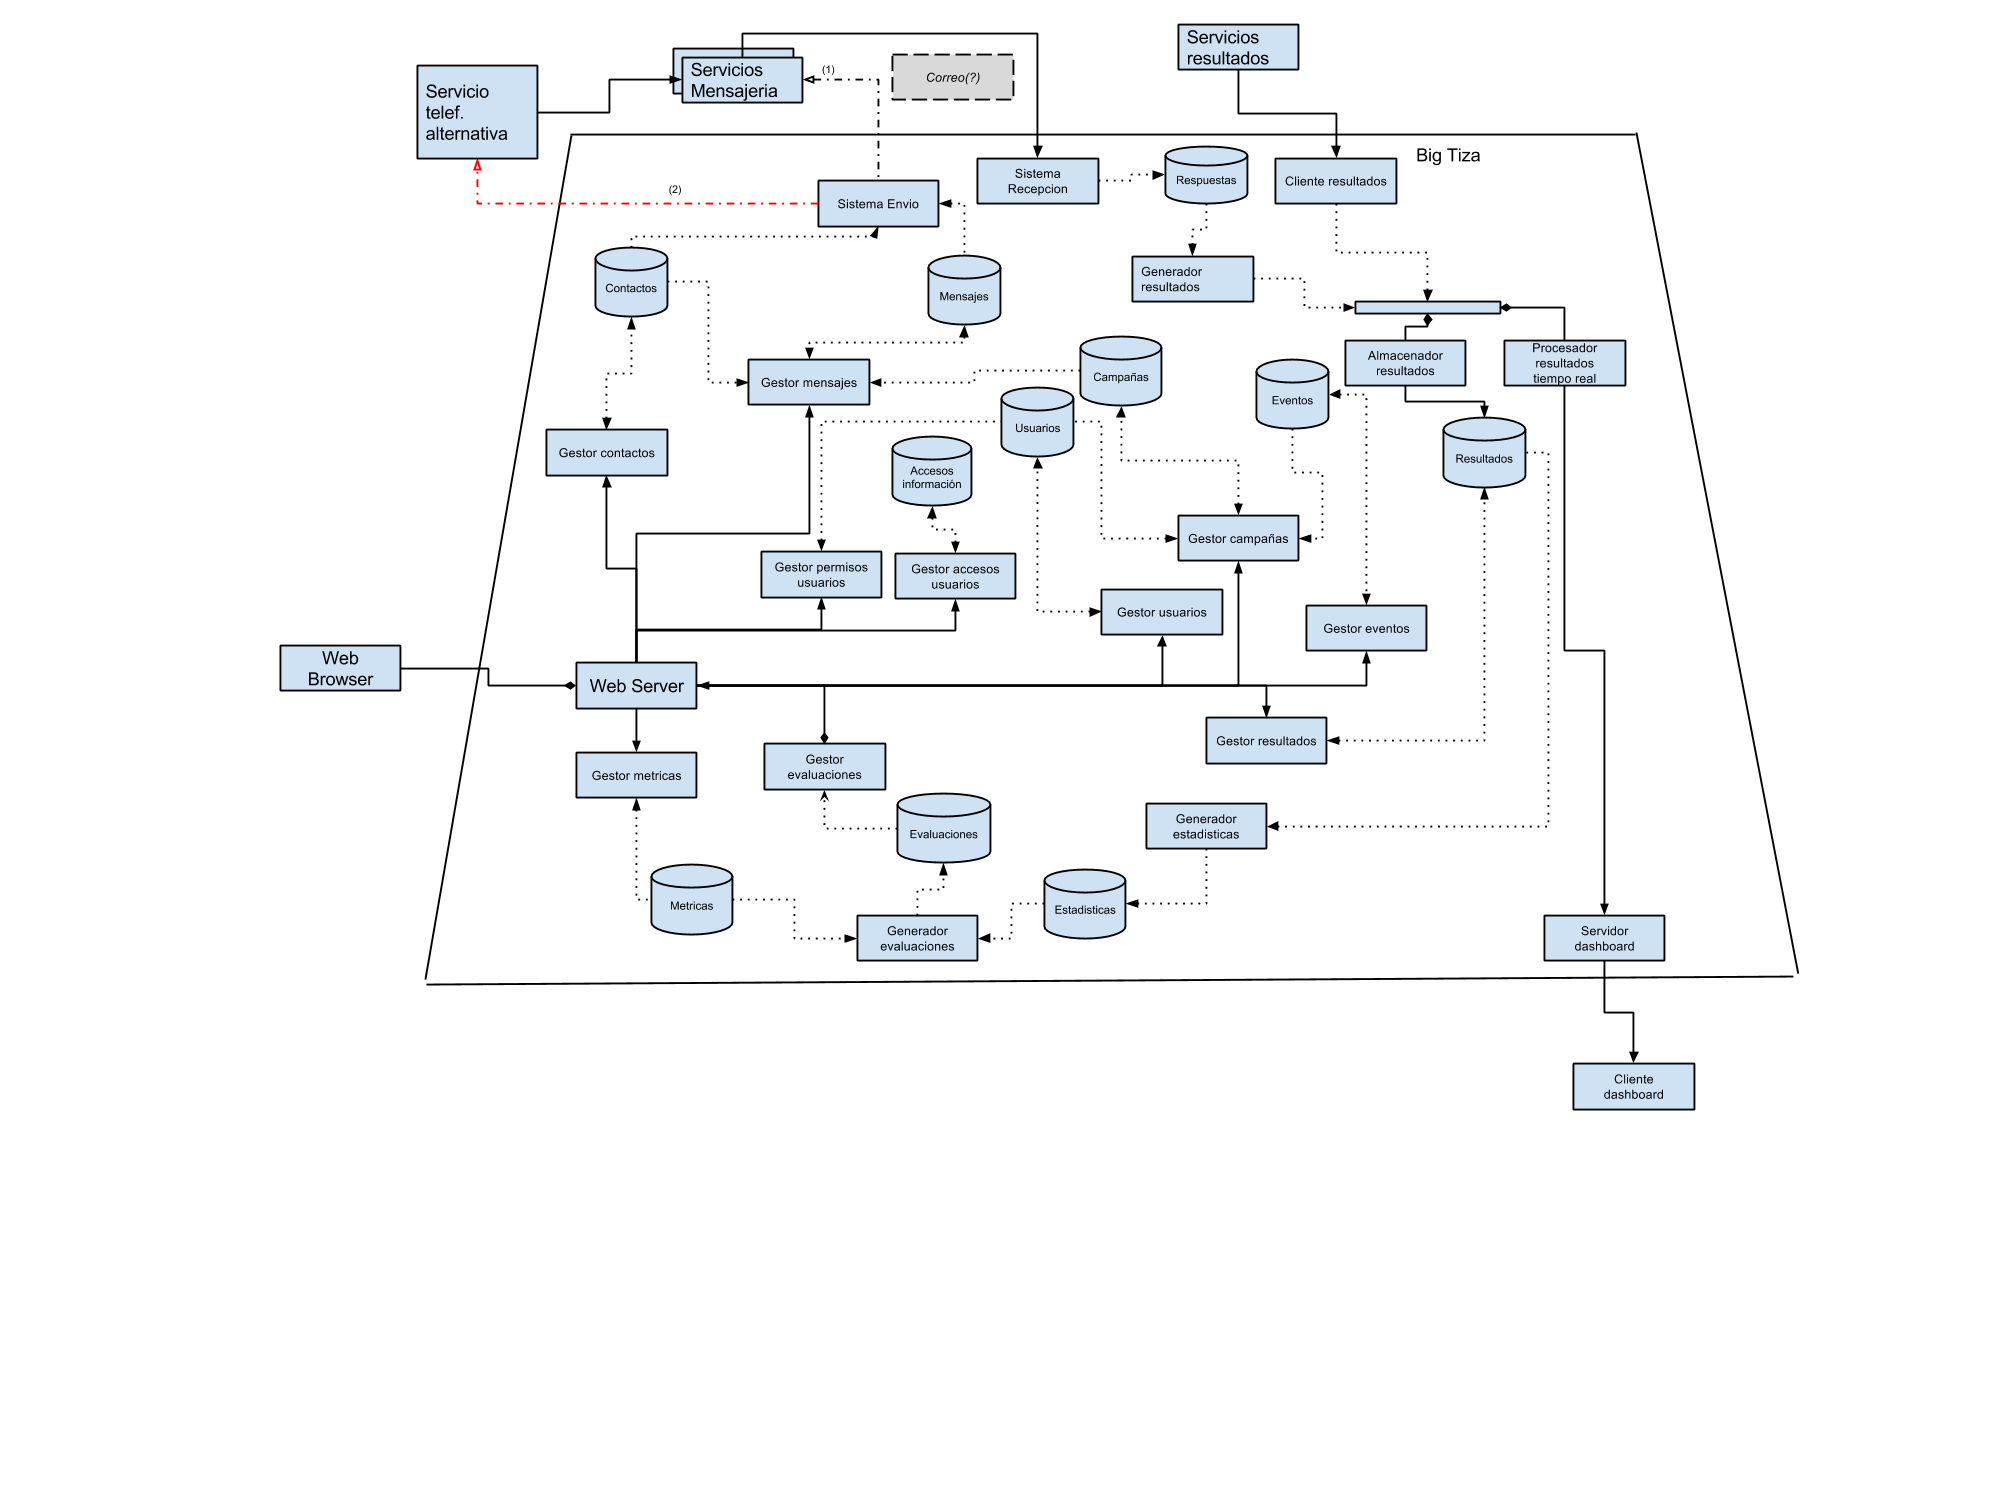 Servicios
resultados
Servicios
Mensajeria
(1)
Correo(?)
Servicio
telef.
alternativa
Big Tiza
Sistema
Recepcion
Respuestas
Cliente resultados
(2)
Sistema Envio
Contactos
Mensajes
Generador
resultados
Almacenador
resultados
Procesador
resultados
tiempo real
Gestor mensajes
Campañas
Eventos
Usuarios
Gestor contactos
Accesos
información
Resultados
Gestor campañas
Gestor permisos
usuarios
Gestor accesos
usuarios
Gestor usuarios
Gestor eventos
Web
Browser
Web Server
Gestor resultados
Gestor metricas
Gestor
evaluaciones
Evaluaciones
Generador
estadisticas
Metricas
Estadisticas
Generador
evaluaciones
Servidor
dashboard
Cliente
dashboard